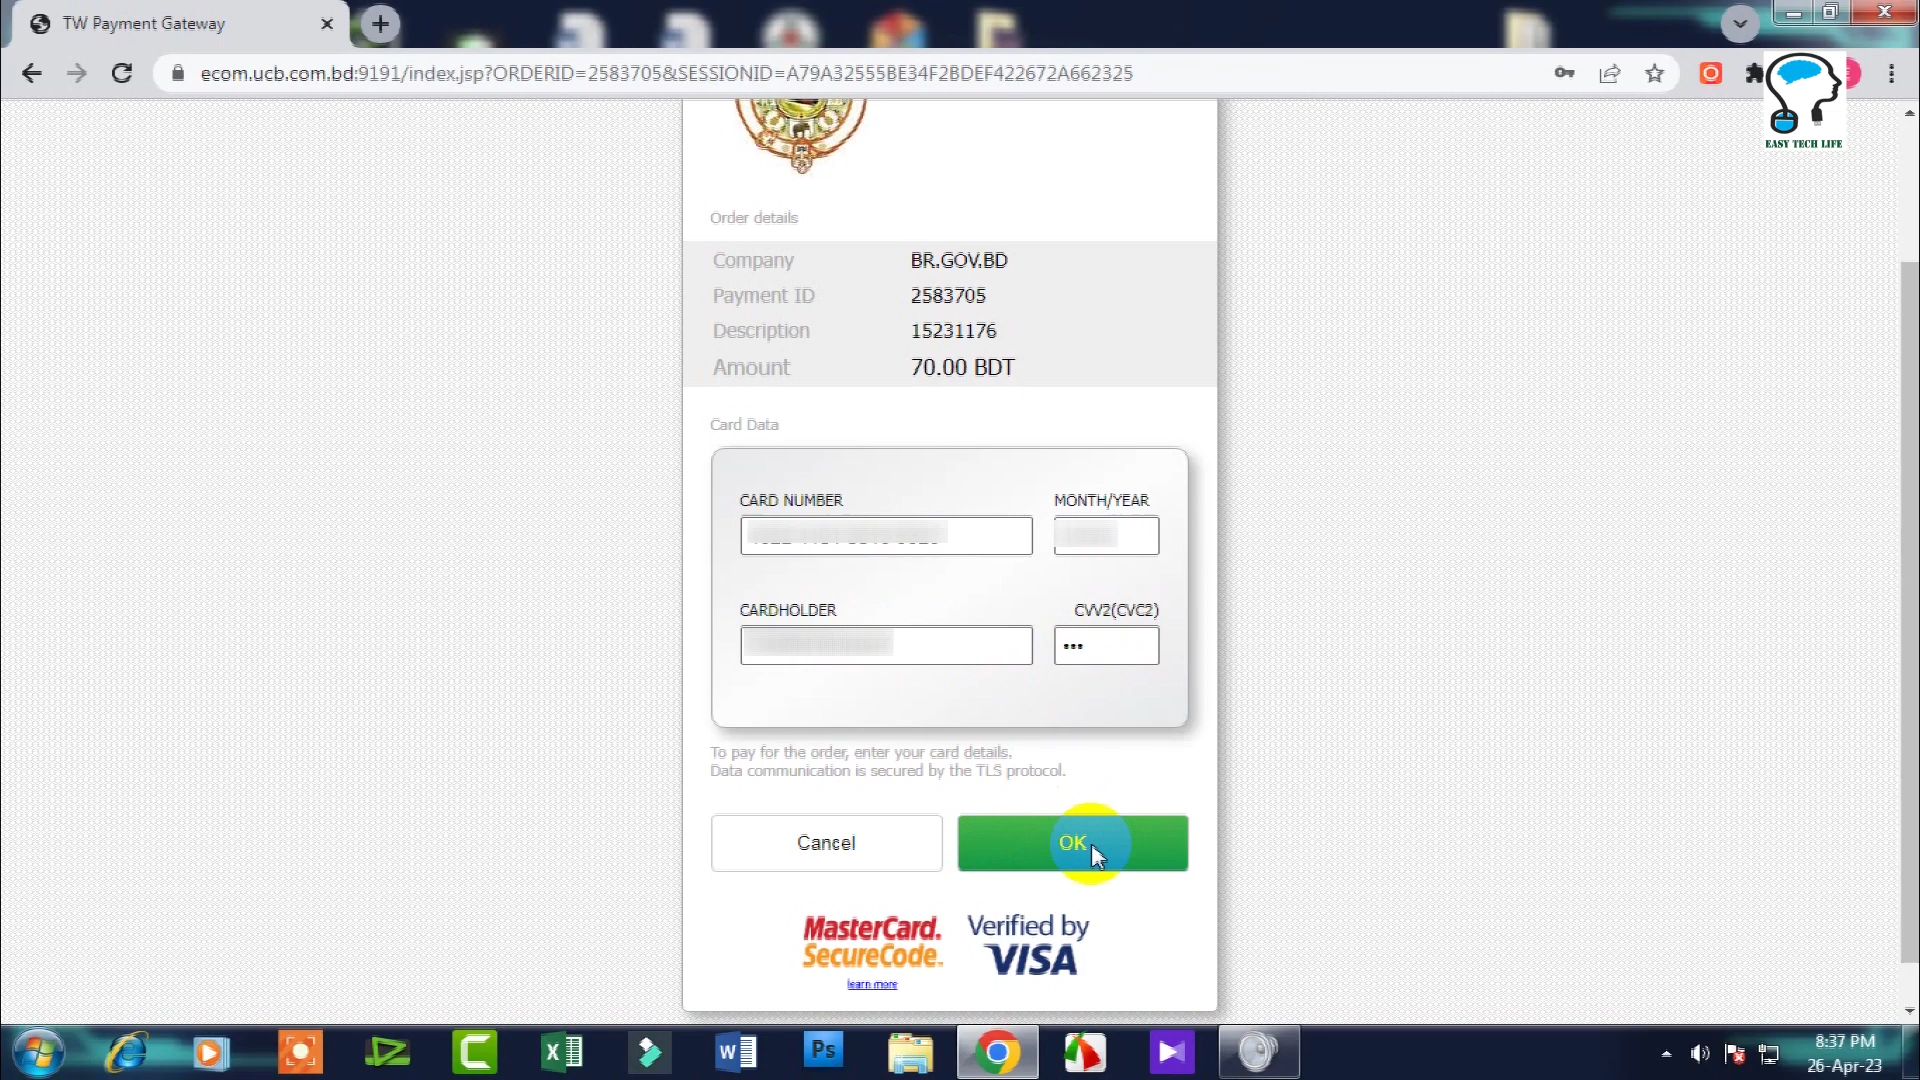 TW Payment Gateway
ecom.ucb.com.bd:9191/index.jsp?ORDERID=2583705&SESSIONID=A79A32555BE34F2BDEF422672A662325
EASY TECH LIFE
Order details
Company BR.GOV.BD
Payment ID 2583705
Description 15231176
Amount 70.00 BDT
Card Data
CARD NUMBER MONTH/YEAR
CARDHOLDER CVV2(CVC2)
•••
To pay for the order, enter your card details.
Data communication is secured by the TLS protocol.
Cancel OK
MasterCard. Verified by
SecureCode. VISA
learn more
Ps
8:37 PM
26-Apr-23